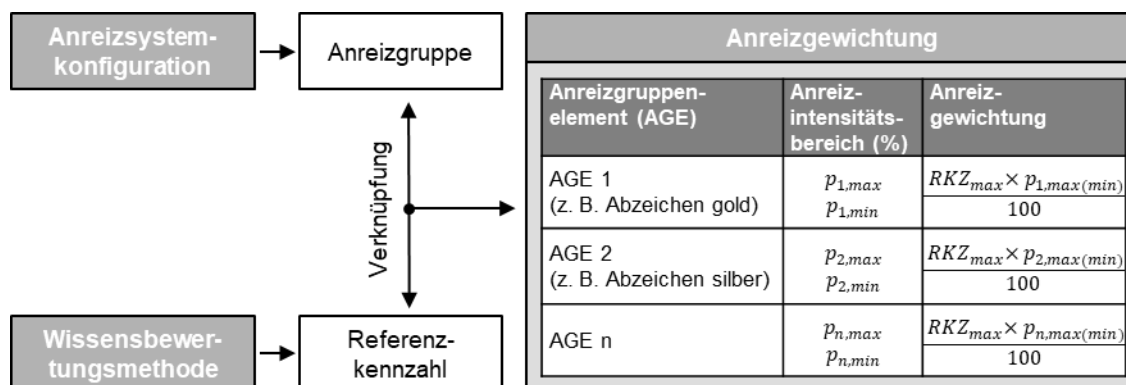 Anreizsystem-
konfiguration
Anreizgruppe
Verknüpfung
Wissensbewer-
tungsmethode
Referenz-
kennzahl
Anreizgewichtung
Anreizgruppen-
element (AGE)
Anreiz-
intensitäts-
bereich (%)
Anreiz-
gewichtung
AGE 1
(z. B. Abzeichen gold)
p1,max
p1,min
RKZmax× p1,max(min)
100
AGE 2
(z. B. Abzeichen silber)
p2,max
p2,min
RKZmax× p2,max(min)
100
AGE n
pn,max
pn,min
RKZmax× pn,max(min)
100